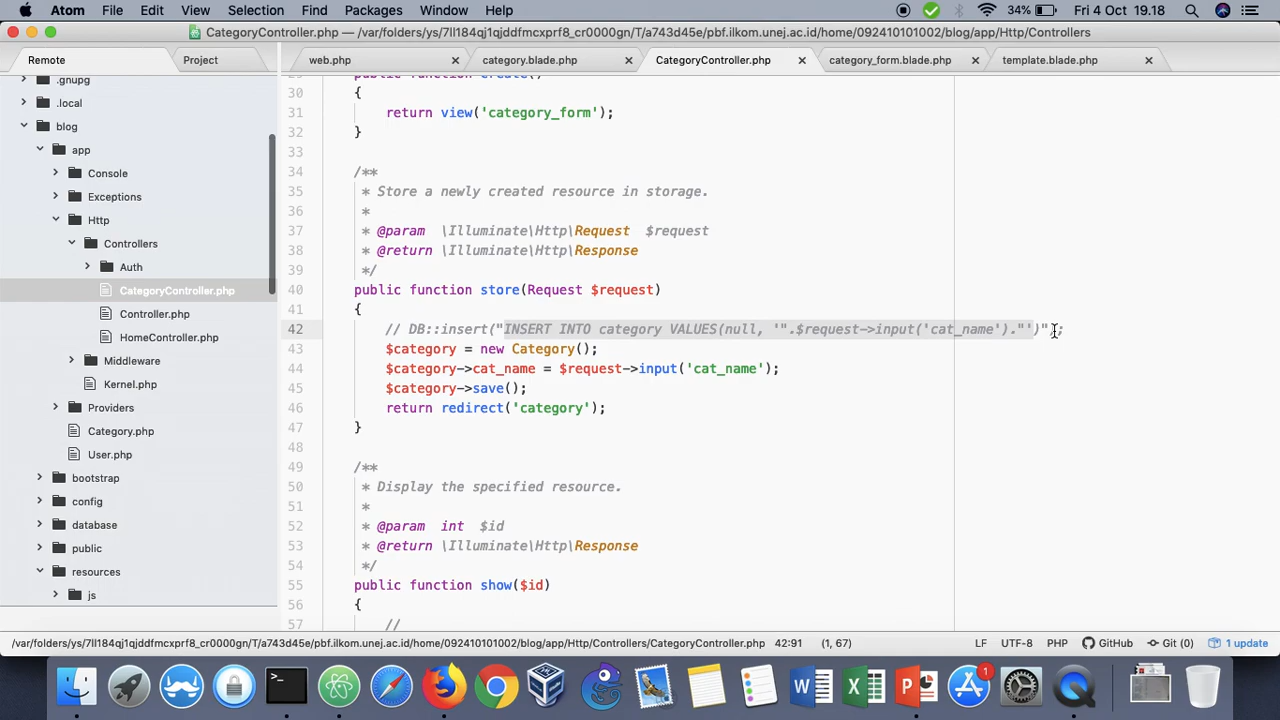 Atom File Edit View Selection Find Packages Window Help 34% Fri 4 Oct 19.18
CategoryController.php — /var/folders/ys/7ll184qj1qjddfmcxprf8_cr0000gn/T/a743d45e/pbf.ilkom.unej.ac.id/home/092410101002/blog/app/Http/Controllers
Remote Project
web.php category.blade.php CategoryController.php category_form.blade.php template.blade.php
.gnupg
.local
blog
app
Console
Exceptions
Http
Controllers
Auth
CategoryController.php
Controller.php
HomeController.php
Middleware
Kernel.php
Providers
Category.php
User.php
bootstrap
config
database
public
resources
js
29 public function create()
30 {
31 return view('category_form');
32 }
33
34 /**
35 * Store a newly created resource in storage.
36 *
37 * @param \Illuminate\Http\Request $request
38 * @return \Illuminate\Http\Response
39 */
40 public function store(Request $request)
41 {
42 // DB::insert("INSERT INTO category VALUES(null, '".$request->input('cat_name')."')");
43 $category = new Category();
44 $category->cat_name = $request->input('cat_name');
45 $category->save();
46 return redirect('category');
47 }
48
49 /**
50 * Display the specified resource.
51 *
52 * @param int $id
53 * @return \Illuminate\Http\Response
54 */
55 public function show($id)
56 {
57 //
/var/folders/ys/7ll184qj1qjddfmcxprf8_cr0000gn/T/a743d45e/pbf.ilkom.unej.ac.id/home/092410101002/blog/app/Http/Controllers/CategoryController.php 42:91 (1, 67) LF UTF-8 PHP GitHub Git (0) 1 update
1